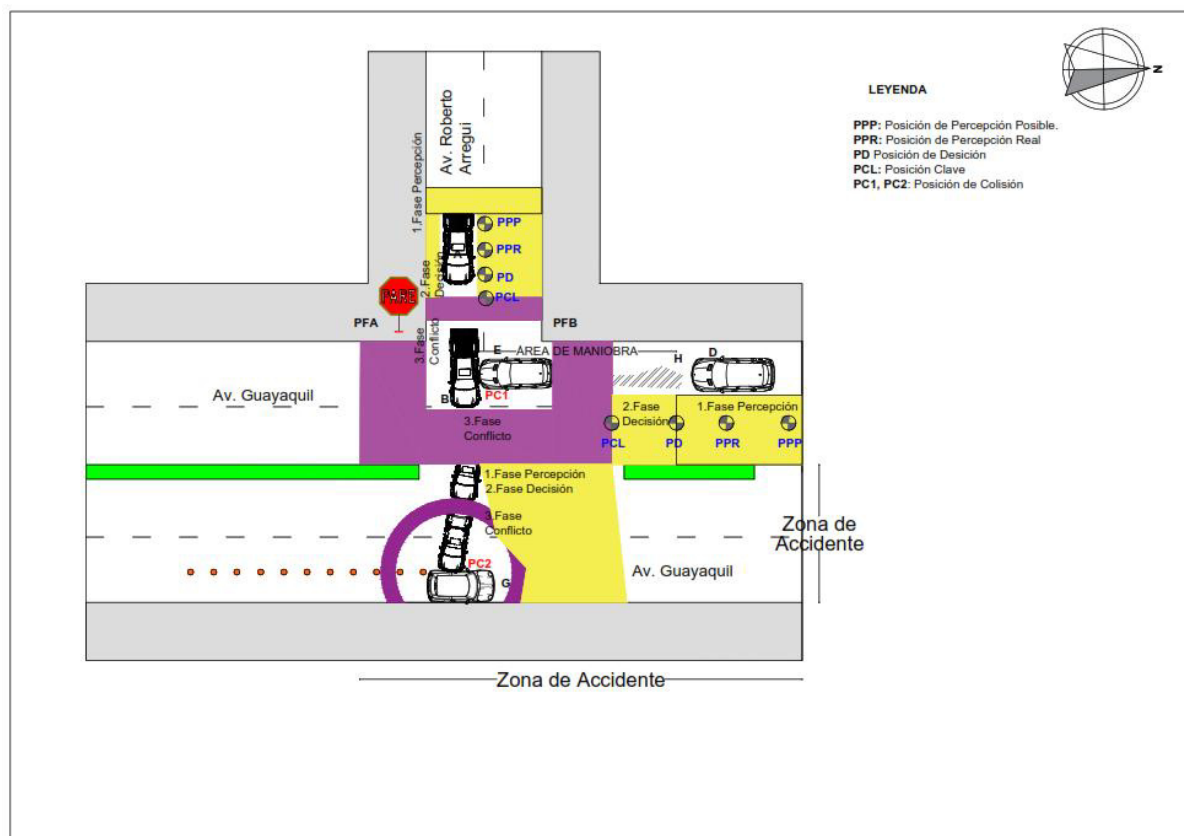 N
LEYENDA
PPP: Posición de Percepción Posible.
PPR: Posición de Percepción Real
PD Posición de Desición
PCL: Posición Clave
PC1, PC2: Posición de Colisión
Av. Roberto
Arregui
1.Fase Percepción
A
PPP
PPR
2.Fase
Decisión
PD
PCL
PARE
PFA
PFB
3.Fase
Conflicto
E
ÁREA DE MANIOBRA
H
D
Av. Guayaquil
B
PC1
3.Fase
Conflicto
2.Fase
Decisión
1.Fase Percepción
PCL
PD
PPR
PPP
1.Fase Percepción
2.Fase Decisión
3.Fase
Conflicto
Zona de
Accidente
PC2
G
Av. Guayaquil
Zona de Accidente